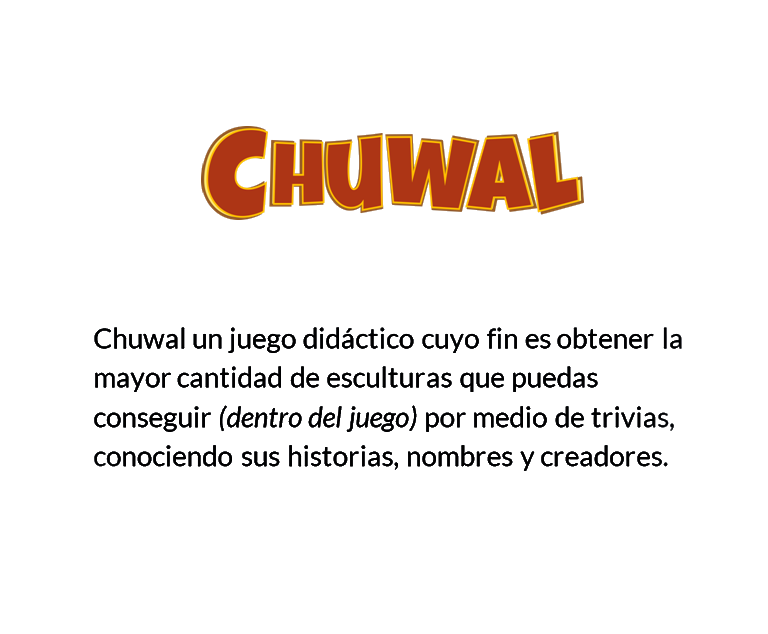 CHUWAL
Chuwal un juego didáctico cuyo fin es obtener la
mayor cantidad de esculturas que puedas
conseguir (dentro del juego) por medio de trivias,
conociendo sus historias, nombres y creadores.